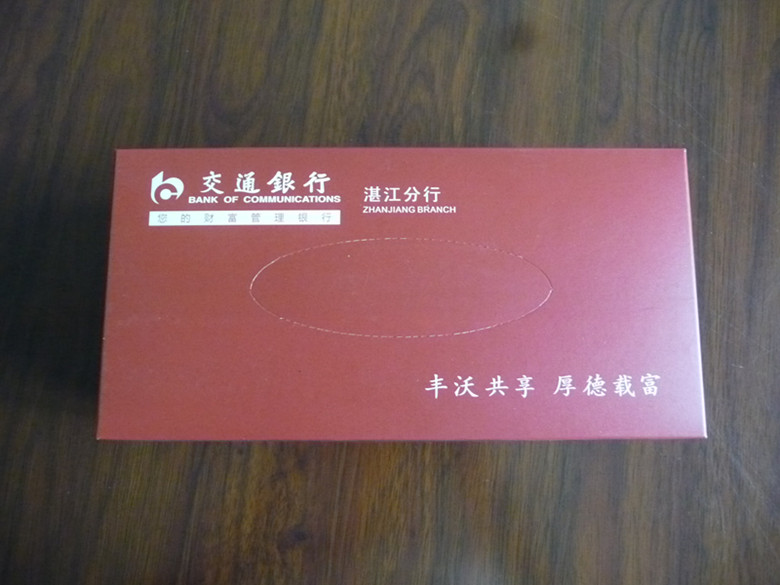 交通銀行
BANK OF COMMUNICATIONS
您的财富管理银行
湛江分行
ZHANJIANG BRANCH
丰沃共享 厚德载富